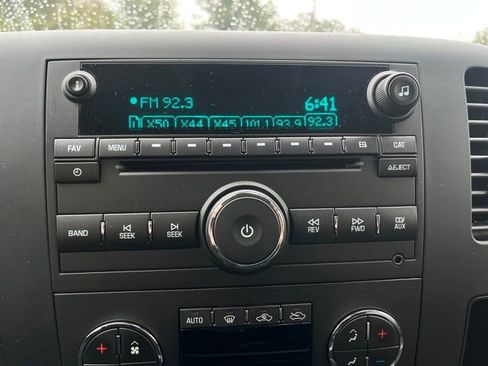 FM 92.3 6:41
X50 X44 X45 101.1 93.9 92.3
FAV MENU EQ CAT
EJECT
BAND SEEK SEEK REV FWD CD/AUX
AUTO